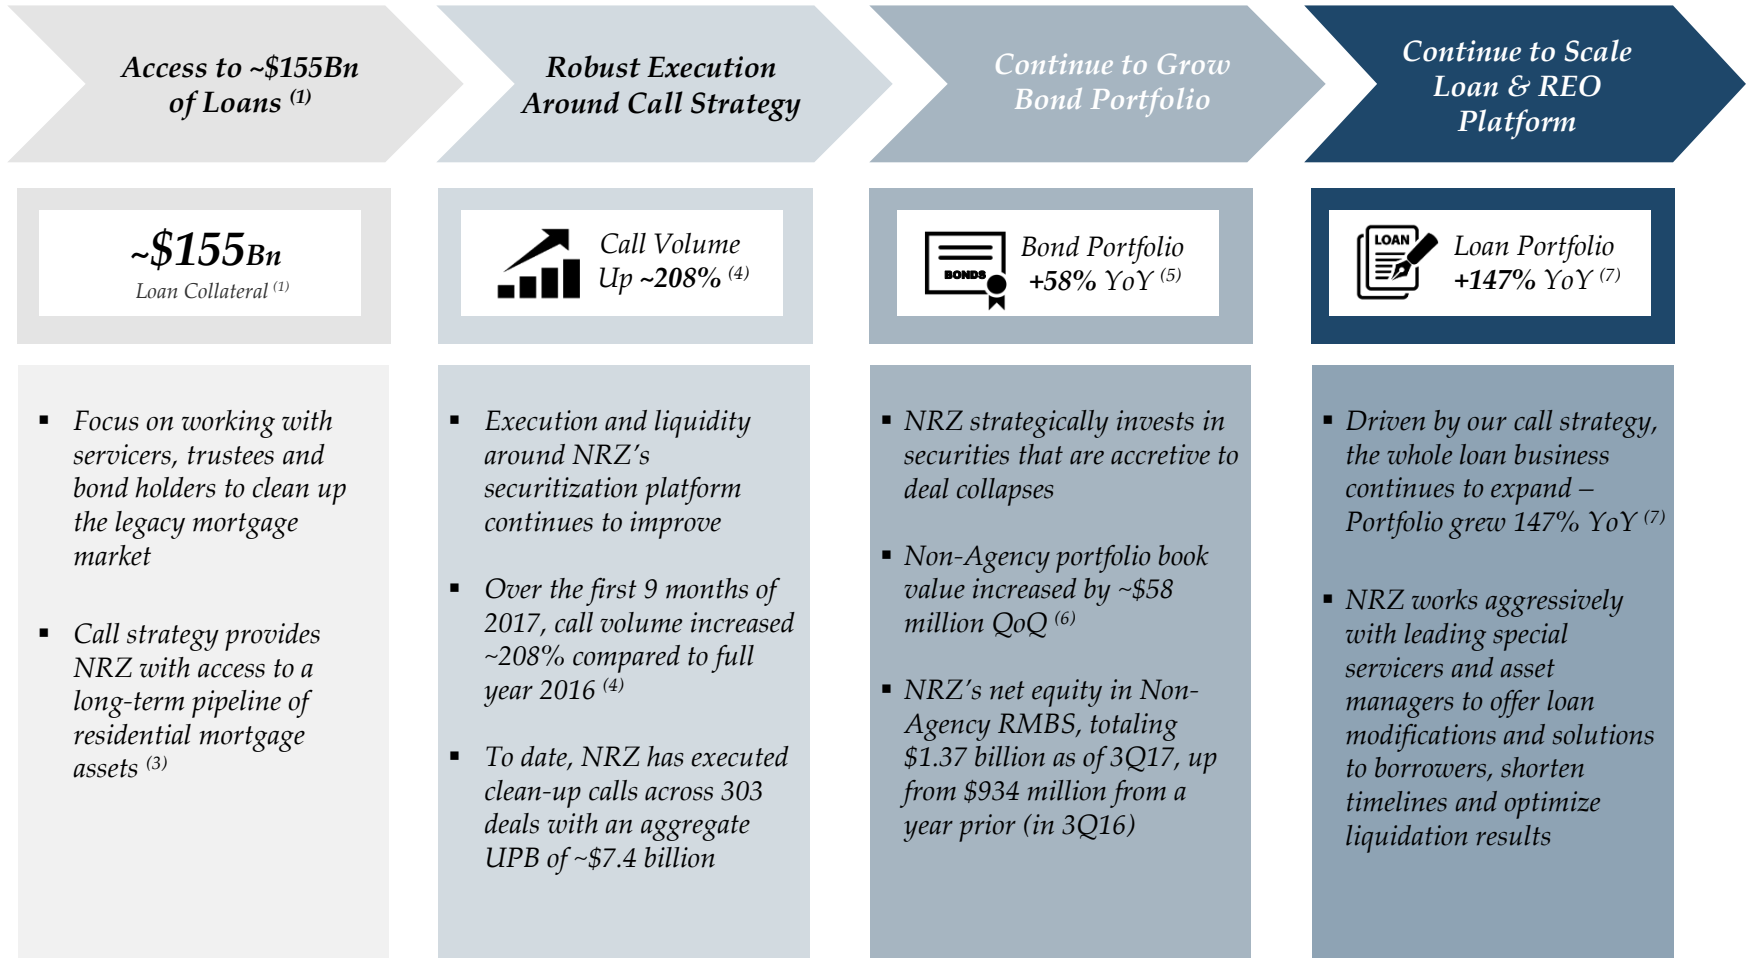 Access to ~$155Bn
of Loans (1)
Robust Execution
Around Call Strategy
Continue to Grow
Bond Portfolio
Continue to Scale
Loan & REO
Platform
~$155Bn
Loan Collateral (1)
Call Volume
Up ~208% (4)
BONDS
Bond Portfolio
+58% YoY (5)
LOAN
Loan Portfolio
+147% YoY (7)
▪ Focus on working with
servicers, trustees and
bond holders to clean up
the legacy mortgage
market
▪ Call strategy provides
NRZ with access to a
long-term pipeline of
residential mortgage
assets (3)
▪ Execution and liquidity
around NRZ’s
securitization platform
continues to improve
▪ Over the first 9 months of
2017, call volume increased
~208% compared to full
year 2016 (4)
▪ To date, NRZ has executed
clean-up calls across 303
deals with an aggregate
UPB of ~$7.4 billion
▪ NRZ strategically invests in
securities that are accretive to
deal collapses
▪ Non-Agency portfolio book
value increased by ~$58
million QoQ (6)
▪ NRZ’s net equity in Non-
Agency RMBS, totaling
$1.37 billion as of 3Q17, up
from $934 million from a
year prior (in 3Q16)
▪ Driven by our call strategy,
the whole loan business
continues to expand –
Portfolio grew 147% YoY (7)
▪ NRZ works aggressively
with leading special
servicers and asset
managers to offer loan
modifications and solutions
to borrowers, shorten
timelines and optimize
liquidation results